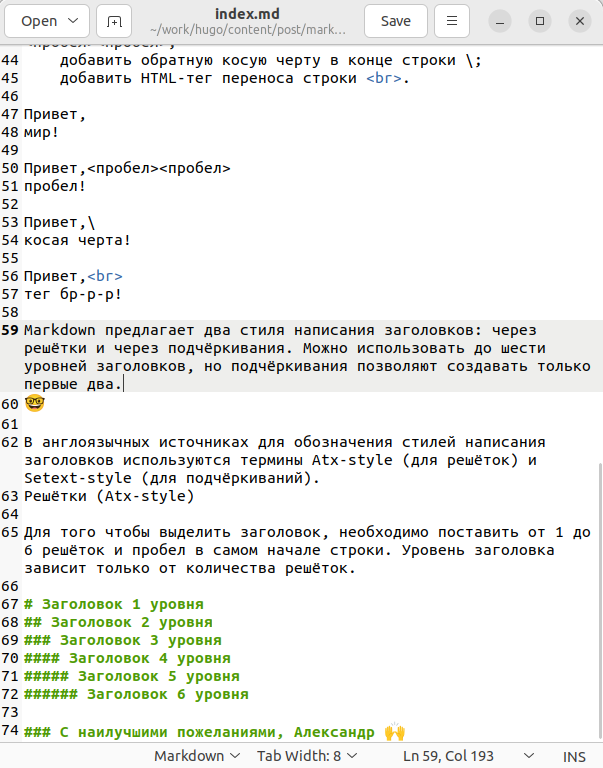 Open
index.md
~/work/hugo/content/post/mark...
Save
<пробел><пробел>;
44 добавить обратную косую черту в конце строки \;
45 добавить HTML-тег переноса строки <br>.
46
47 Привет,
48 мир!
49
50 Привет,<пробел><пробел>
51 пробел!
52
53 Привет,\
54 косая черта!
55
56 Привет,<br>
57 тег бр-р-р!
58
59 Markdown предлагает два стиля написания заголовков: через
решётки и через подчёркивания. Можно использовать до шести
уровней заголовков, но подчёркивания позволяют создавать только
первые два.
60 🤓
61
62 В англоязычных источниках для обозначения стилей написания
заголовков используются термины Atx-style (для решёток) и
Setext-style (для подчёркиваний).
63 Решётки (Atx-style)
64
65 Для того чтобы выделить заголовок, необходимо поставить от 1 до
6 решёток и пробел в самом начале строки. Уровень заголовка
зависит только от количества решёток.
66
67 # Заголовок 1 уровня
68 ## Заголовок 2 уровня
69 ### Заголовок 3 уровня
70 #### Заголовок 4 уровня
71 ##### Заголовок 5 уровня
72 ###### Заголовок 6 уровня
73
74 ### С наилучшими пожеланиями, Александр 🙌
Markdown Tab Width: 8 Ln 59, Col 193 INS